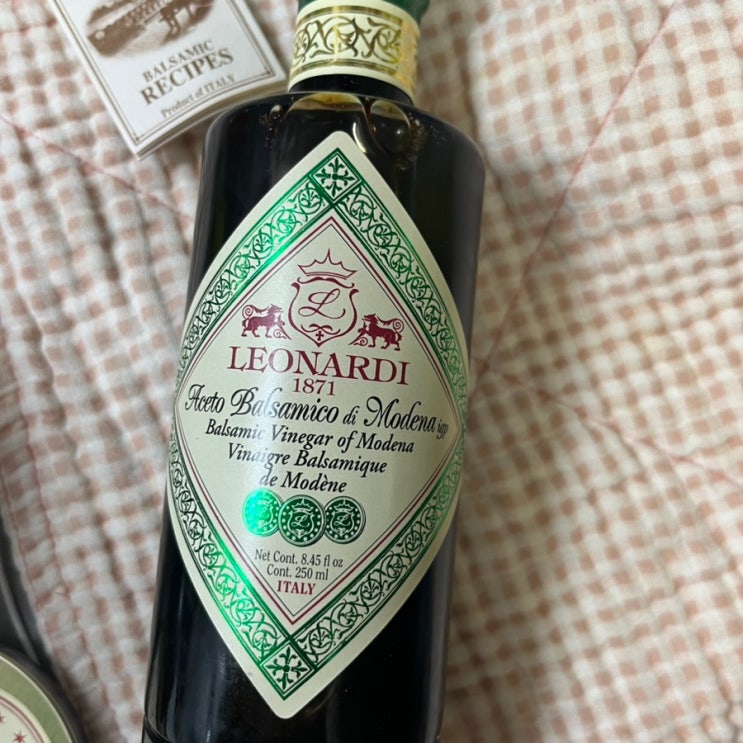 BALSAMIC
RECIPES
Product of ITALY
L
LEONARDI
1871
Aceto Balsamico di Modena igp
Balsamic Vinegar of Modena
Vinaigre Balsamique
de Modène
L L
Net Cont. 8.45 fl oz
Cont. 250 ml
ITALY